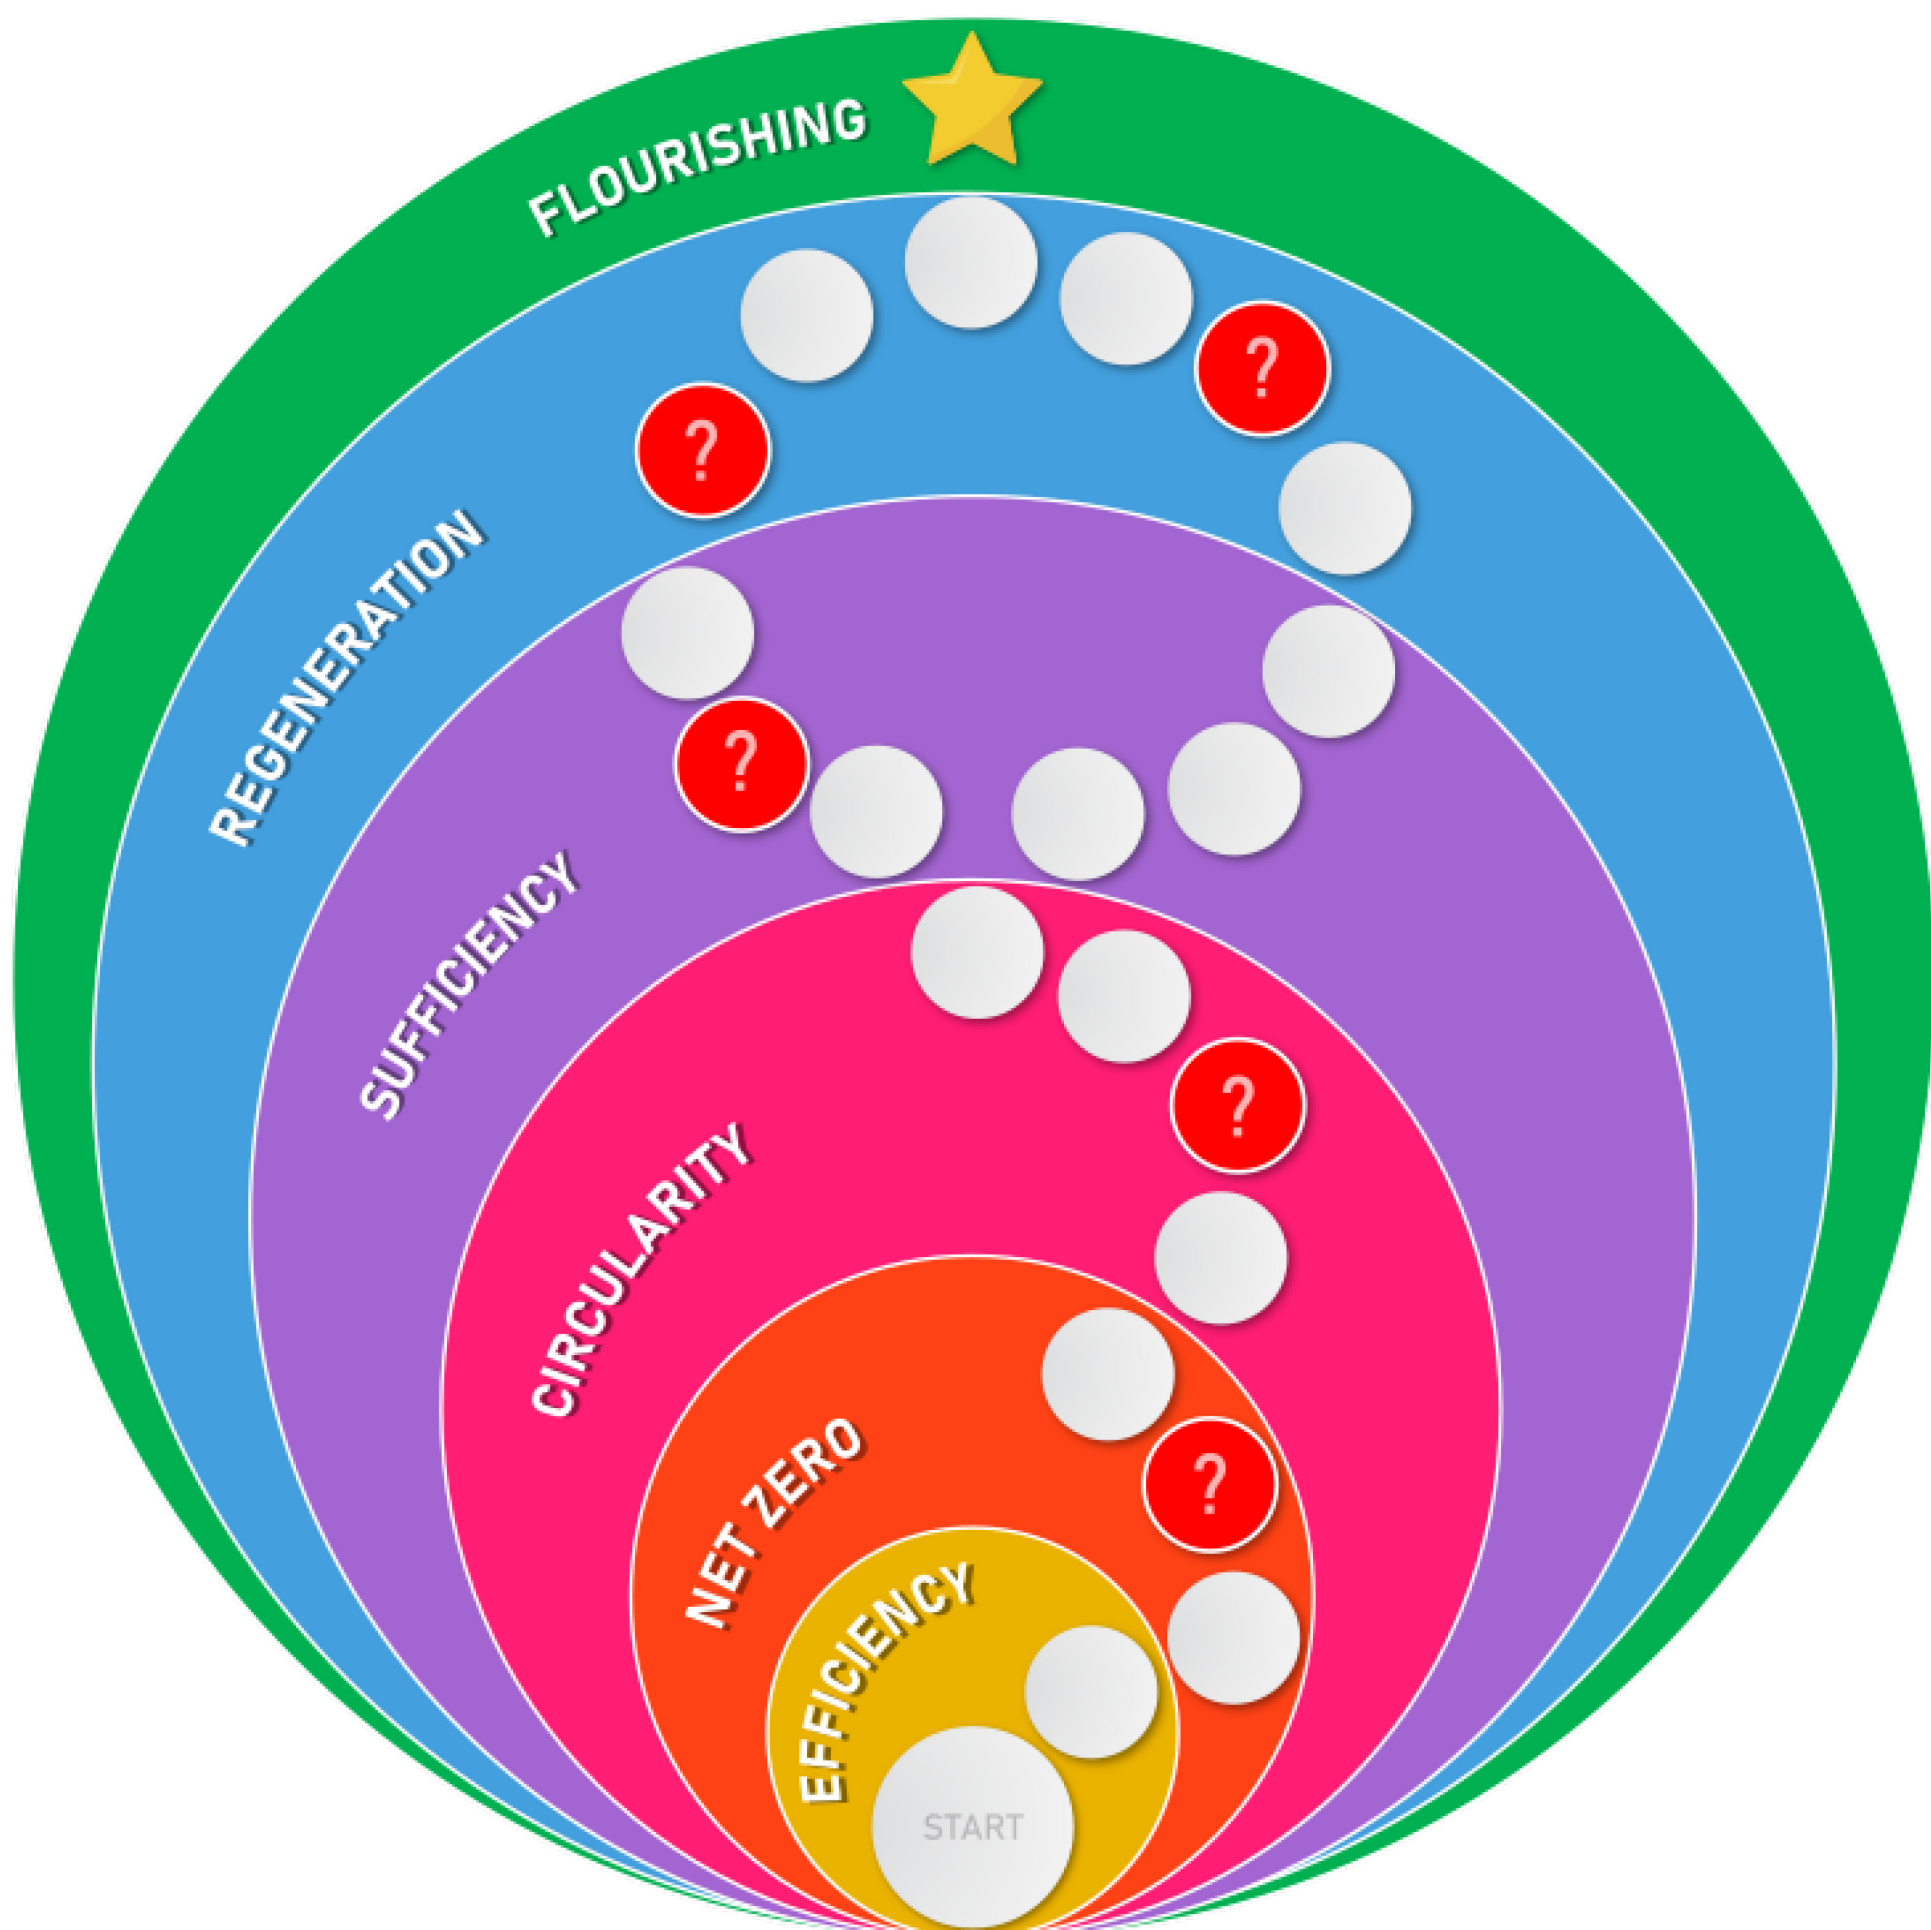 FLOURISHING
?
?
REGENERATION
?
SUFFICIENCY
?
CIRCULARITY
?
NET ZERO
EFFICIENCY
START